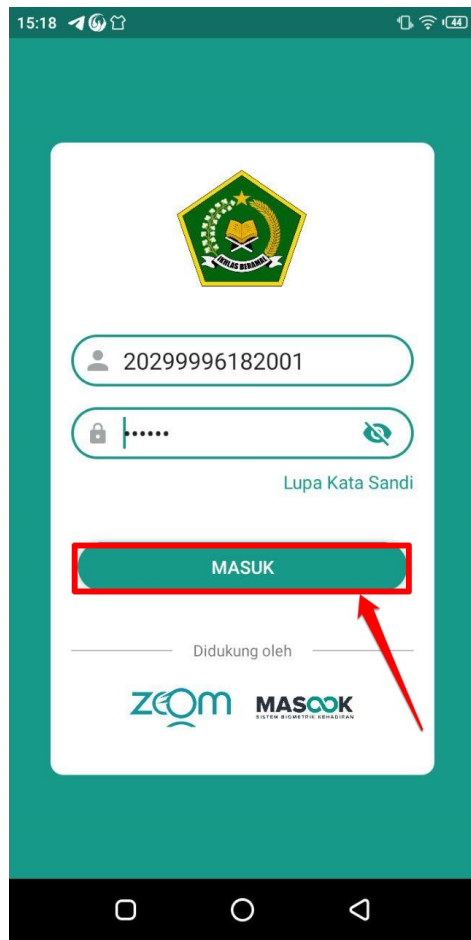 15:18
44
IKHLAS BERAMAL
20299996182001
••••••
Lupa Kata Sandi
MASUK
Didukung oleh
zoom
MASOOK
SISTEM BIOMETRIK KEHADIRAN